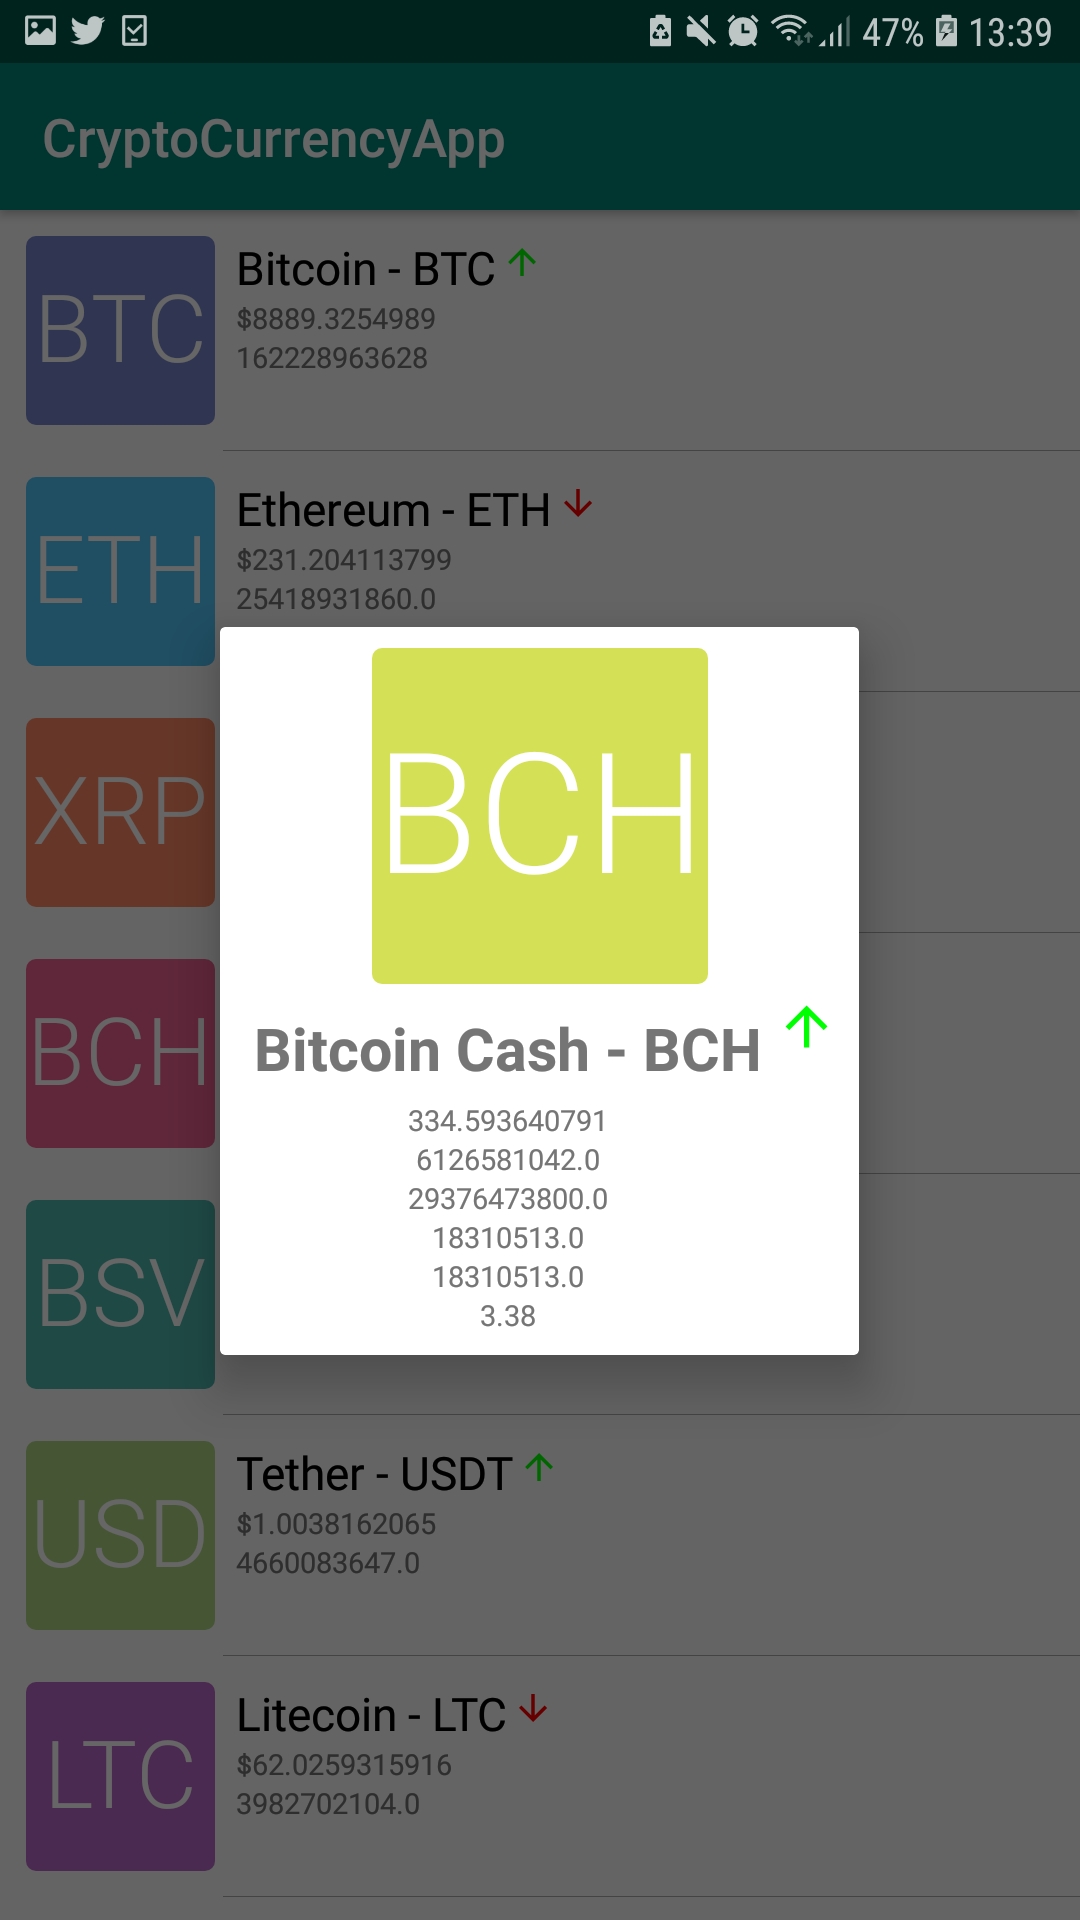 47% 13:39
CryptoCurrencyApp
BTC
Bitcoin - BTC
$8889.3254989
162228963628
ETH
Ethereum - ETH
$231.204113799
25418931860.0
XRP
BCH
BSV
BCH
Bitcoin Cash - BCH
334.593640791
6126581042.0
29376473800.0
18310513.0
18310513.0
3.38
USD
Tether - USDT
$1.0038162065
4660083647.0
LTC
Litecoin - LTC
$62.0259315916
3982702104.0